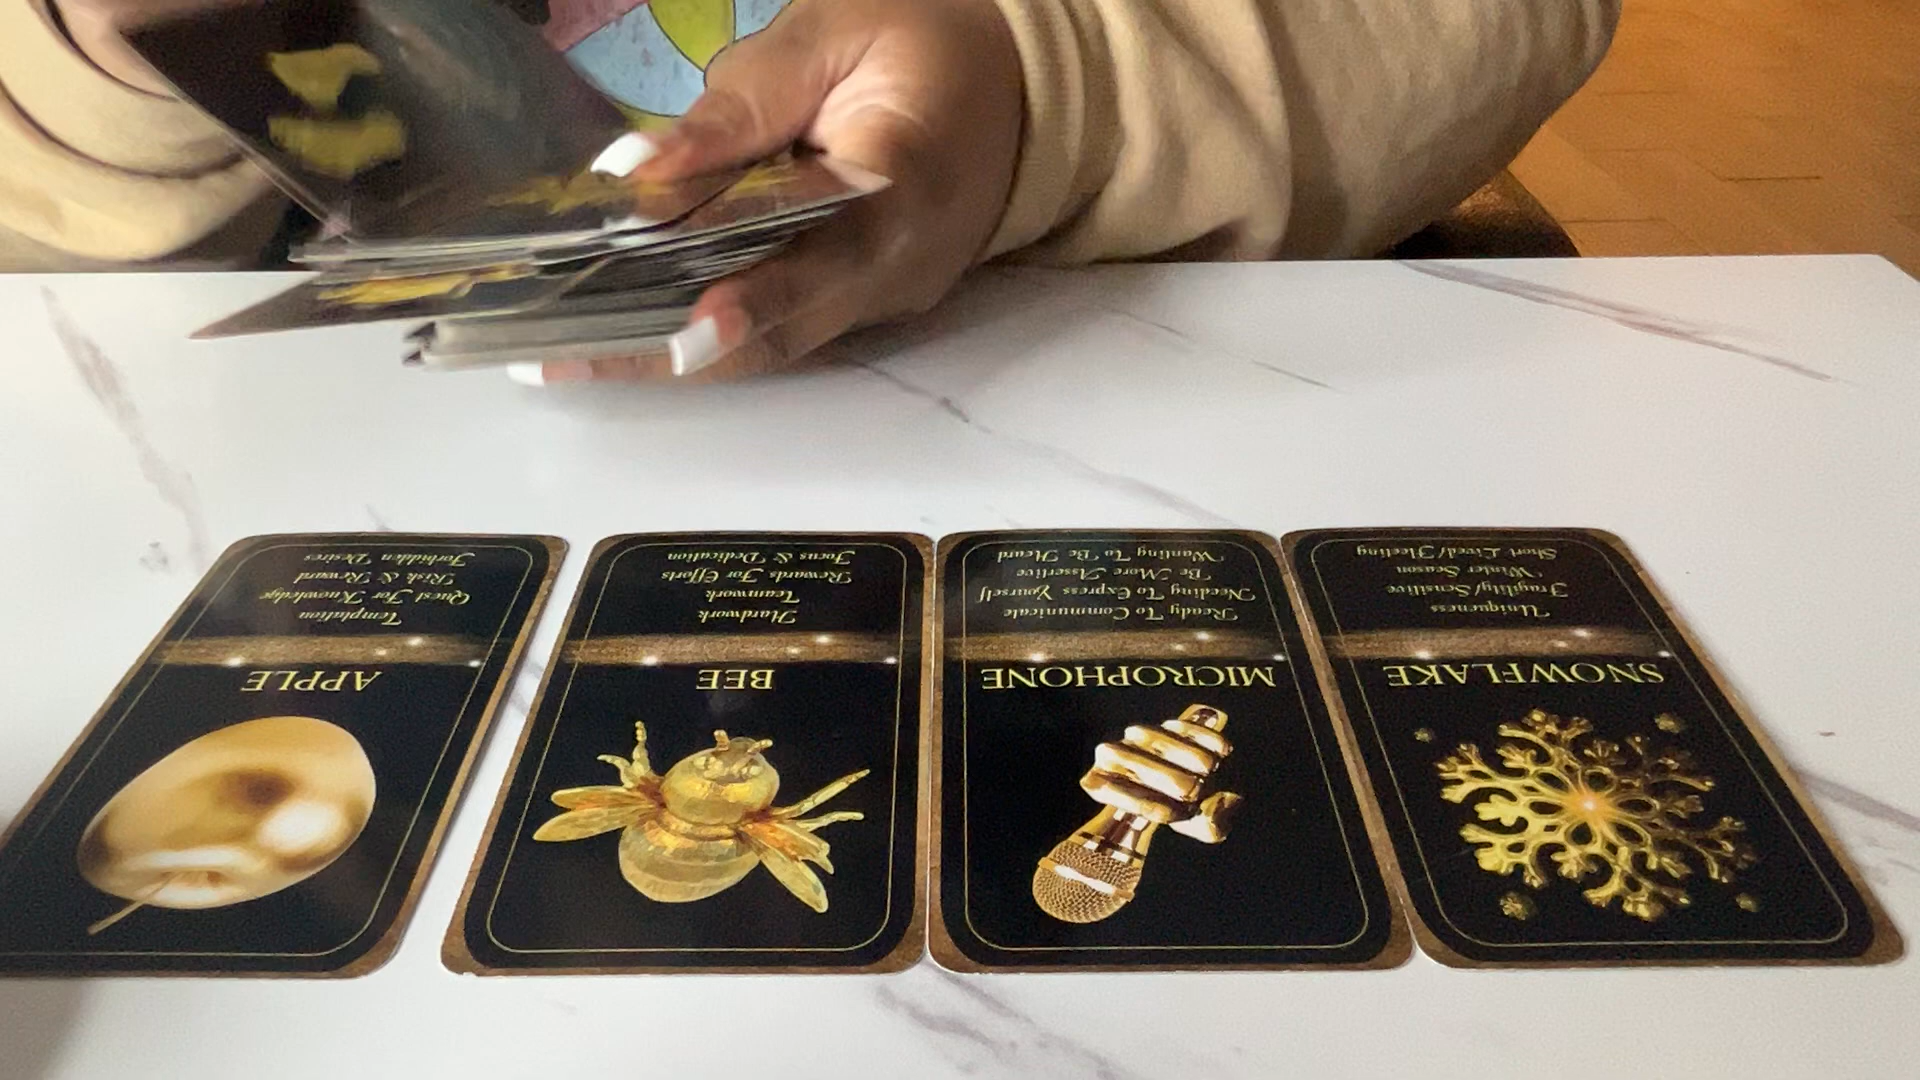 SNOWFLAKE
Uniqueness
Fragility/Sensitive
Winter Season
Short Lived/Fleeting
MICROPHONE
Ready To Communicate
Needing To Express Yourself
Be More Assertive
Wanting To Be Heard
BEE
Hardwork
Teamwork
Rewards For Efforts
Focus & Dedication
APPLE
Temptation
Quest For Knowledge
Risk & Reward
Forbidden Desires